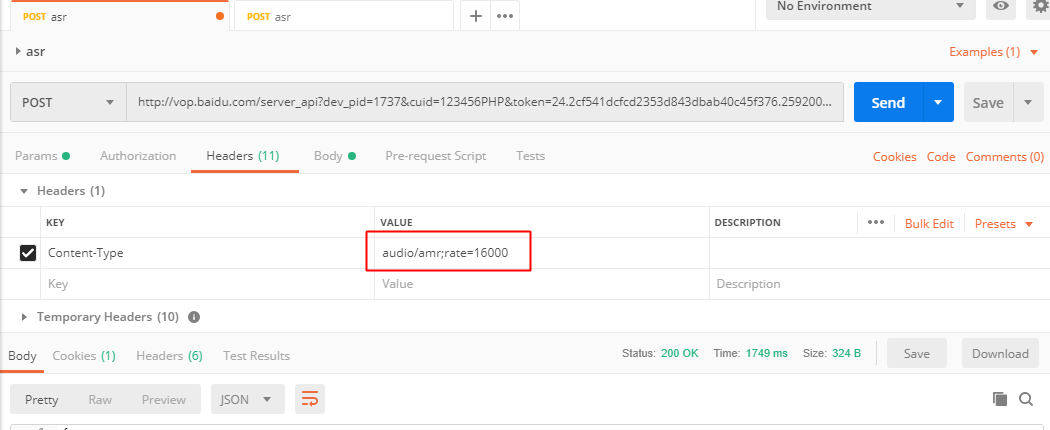 POST asr POST asr + ••• No Environment
asr Examples (1)
POST http://vop.baidu.com/server_api?dev_pid=1737&cuid=123456PHP&token=24.2cf541dcfcd2353d843dbab40c45f376.259200... Send Save
Params Authorization Headers (11) Body Pre-request Script Tests Cookies Code Comments (0)
Headers (1)
KEY VALUE DESCRIPTION ••• Bulk Edit Presets
Content-Type audio/amr;rate=16000
Key Value Description
Temporary Headers (10)
Body Cookies (1) Headers (6) Test Results Status: 200 OK Time: 1749 ms Size: 324 B Save Download
Pretty Raw Preview JSON